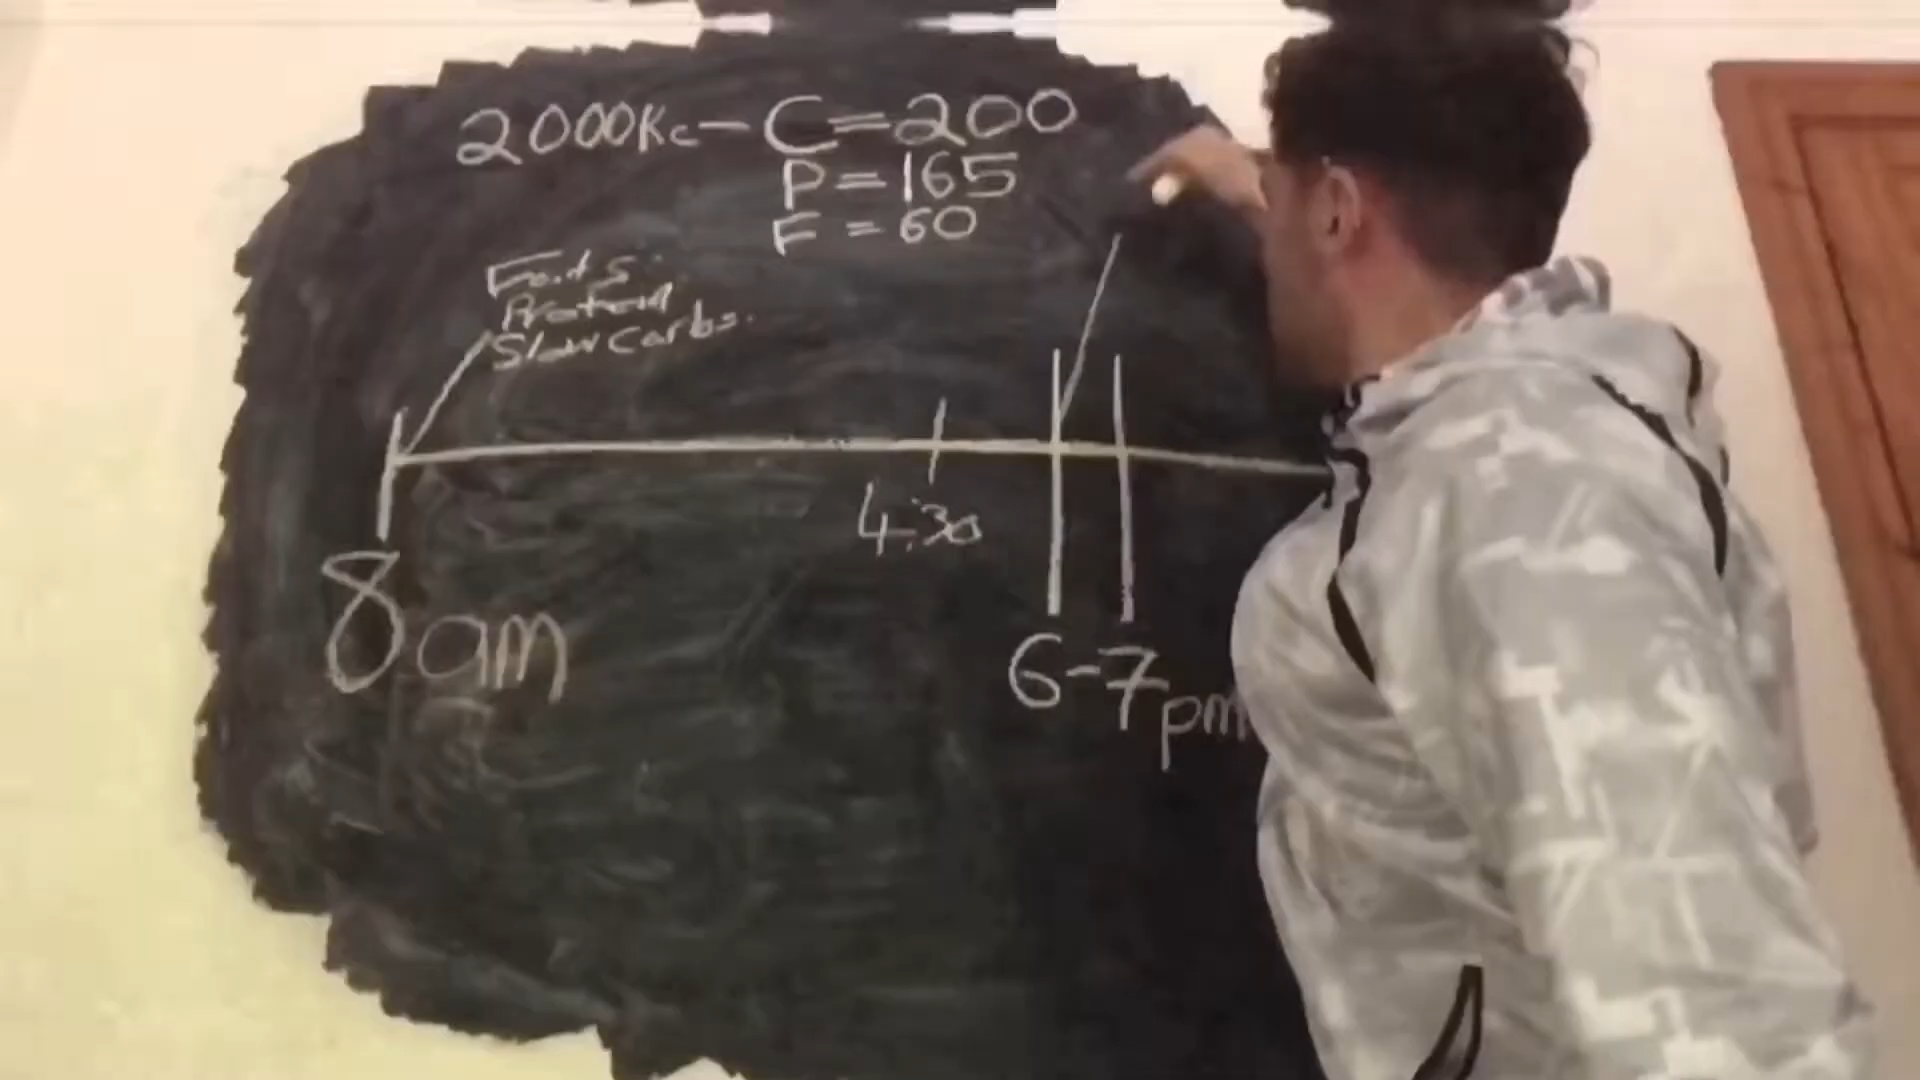 2000Kc - C = 200
P = 165
F = 60
Fats.
Protein
Slow Carbs.
4.30
8am
6-7pm